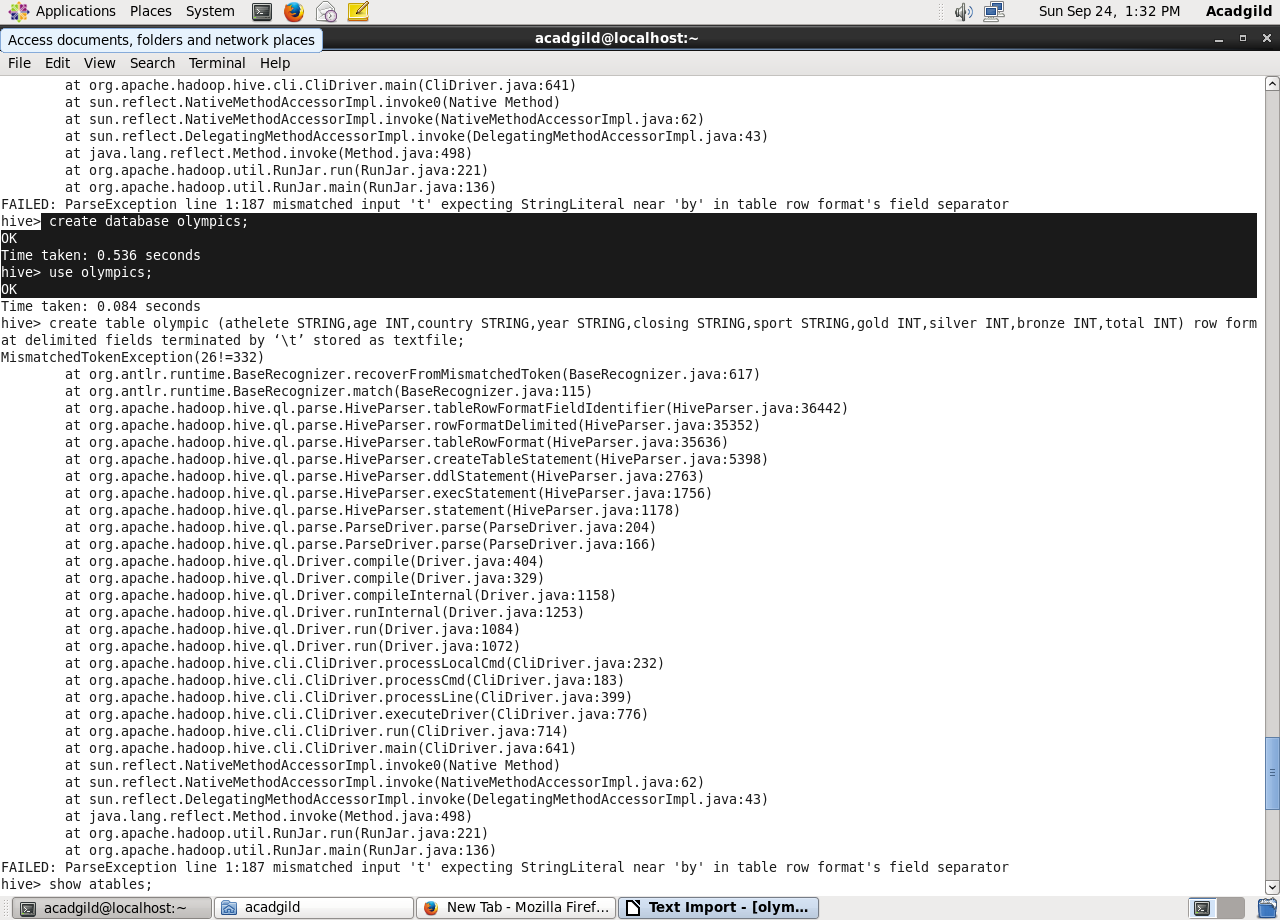 Applications Places System Sun Sep 24, 1:32 PM Acadgild
Access documents, folders and network places
acadgild@localhost:~
File Edit View Search Terminal Help
at org.apache.hadoop.hive.cli.CliDriver.main(CliDriver.java:641)
at sun.reflect.NativeMethodAccessorImpl.invoke0(Native Method)
at sun.reflect.NativeMethodAccessorImpl.invoke(NativeMethodAccessorImpl.java:62)
at sun.reflect.DelegatingMethodAccessorImpl.invoke(DelegatingMethodAccessorImpl.java:43)
at java.lang.reflect.Method.invoke(Method.java:498)
at org.apache.hadoop.util.RunJar.run(RunJar.java:221)
at org.apache.hadoop.util.RunJar.main(RunJar.java:136)
FAILED: ParseException line 1:187 mismatched input 't' expecting StringLiteral near 'by' in table row format's field separator
hive> create database olympics;
OK
Time taken: 0.536 seconds
hive> use olympics;
OK
Time taken: 0.084 seconds
hive> create table olympic (athelete STRING,age INT,country STRING,year STRING,closing STRING,sport STRING,gold INT,silver INT,bronze INT,total INT) row form
at delimited fields terminated by ‘\t’ stored as textfile;
MismatchedTokenException(26!=332)
at org.antlr.runtime.BaseRecognizer.recoverFromMismatchedToken(BaseRecognizer.java:617)
at org.antlr.runtime.BaseRecognizer.match(BaseRecognizer.java:115)
at org.apache.hadoop.hive.ql.parse.HiveParser.tableRowFormatFieldIdentifier(HiveParser.java:36442)
at org.apache.hadoop.hive.ql.parse.HiveParser.rowFormatDelimited(HiveParser.java:35352)
at org.apache.hadoop.hive.ql.parse.HiveParser.tableRowFormat(HiveParser.java:35636)
at org.apache.hadoop.hive.ql.parse.HiveParser.createTableStatement(HiveParser.java:5398)
at org.apache.hadoop.hive.ql.parse.HiveParser.ddlStatement(HiveParser.java:2763)
at org.apache.hadoop.hive.ql.parse.HiveParser.execStatement(HiveParser.java:1756)
at org.apache.hadoop.hive.ql.parse.HiveParser.statement(HiveParser.java:1178)
at org.apache.hadoop.hive.ql.parse.ParseDriver.parse(ParseDriver.java:204)
at org.apache.hadoop.hive.ql.parse.ParseDriver.parse(ParseDriver.java:166)
at org.apache.hadoop.hive.ql.Driver.compile(Driver.java:404)
at org.apache.hadoop.hive.ql.Driver.compile(Driver.java:329)
at org.apache.hadoop.hive.ql.Driver.compileInternal(Driver.java:1158)
at org.apache.hadoop.hive.ql.Driver.runInternal(Driver.java:1253)
at org.apache.hadoop.hive.ql.Driver.run(Driver.java:1084)
at org.apache.hadoop.hive.ql.Driver.run(Driver.java:1072)
at org.apache.hadoop.hive.cli.CliDriver.processLocalCmd(CliDriver.java:232)
at org.apache.hadoop.hive.cli.CliDriver.processCmd(CliDriver.java:183)
at org.apache.hadoop.hive.cli.CliDriver.processLine(CliDriver.java:399)
at org.apache.hadoop.hive.cli.CliDriver.executeDriver(CliDriver.java:776)
at org.apache.hadoop.hive.cli.CliDriver.run(CliDriver.java:714)
at org.apache.hadoop.hive.cli.CliDriver.main(CliDriver.java:641)
at sun.reflect.NativeMethodAccessorImpl.invoke0(Native Method)
at sun.reflect.NativeMethodAccessorImpl.invoke(NativeMethodAccessorImpl.java:62)
at sun.reflect.DelegatingMethodAccessorImpl.invoke(DelegatingMethodAccessorImpl.java:43)
at java.lang.reflect.Method.invoke(Method.java:498)
at org.apache.hadoop.util.RunJar.run(RunJar.java:221)
at org.apache.hadoop.util.RunJar.main(RunJar.java:136)
FAILED: ParseException line 1:187 mismatched input 't' expecting StringLiteral near 'by' in table row format's field separator
hive> show atables;
acadgild@localhost:~ acadgild New Tab - Mozilla Firef... Text Import - [olym...